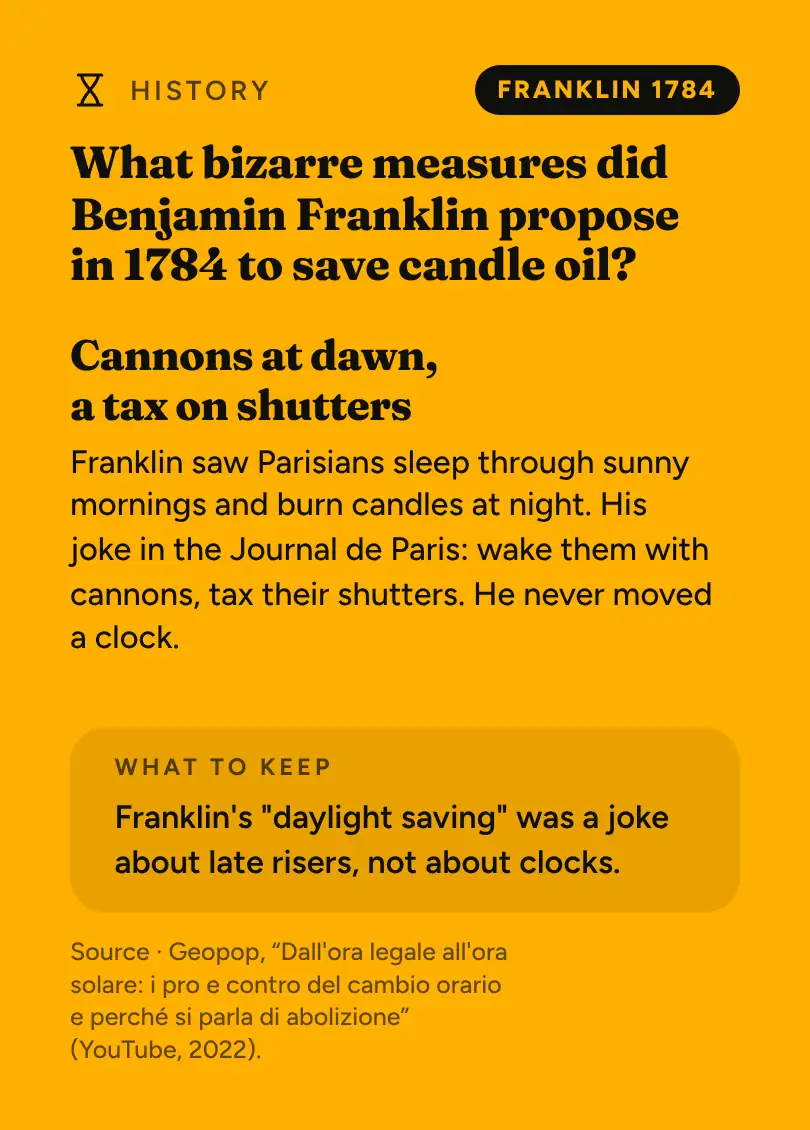 HISTORY
FRANKLIN 1784
What bizarre measures did
Benjamin Franklin propose
in 1784 to save candle oil?
Cannons at dawn,
a tax on shutters
Franklin saw Parisians sleep through sunny
mornings and burn candles at night. His
joke in the Journal de Paris: wake them with
cannons, tax their shutters. He never moved
a clock.
WHAT TO KEEP
Franklin's "daylight saving" was a joke
about late risers, not about clocks.
Source · Geopop, “Dall'ora legale all'ora
solare: i pro e contro del cambio orario
e perché si parla di abolizione”
(YouTube, 2022).